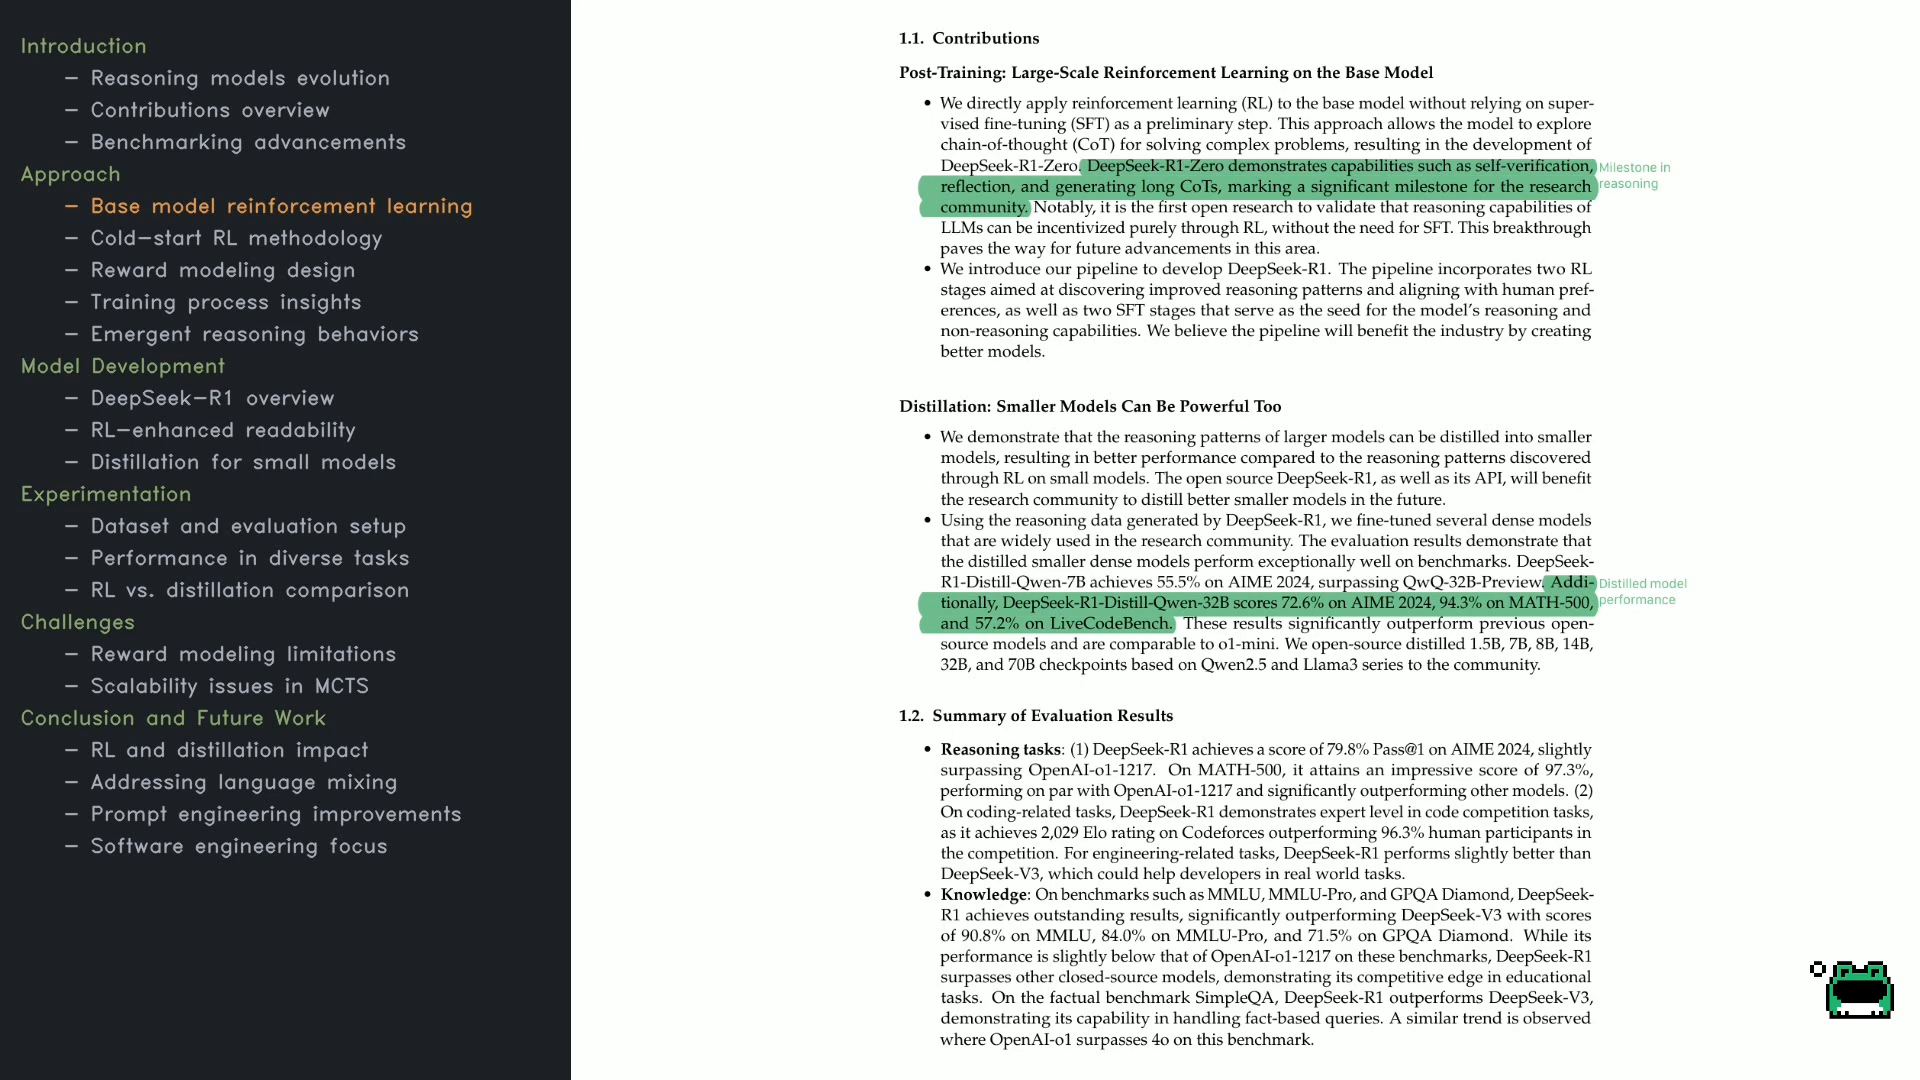 Introduction
– Reasoning models evolution
– Contributions overview
– Benchmarking advancements
Approach
– Base model reinforcement learning
– Cold–start RL methodology
– Reward modeling design
– Training process insights
– Emergent reasoning behaviors
Model Development
– DeepSeek–R1 overview
– RL–enhanced readability
– Distillation for small models
Experimentation
– Dataset and evaluation setup
– Performance in diverse tasks
– RL vs. distillation comparison
Challenges
– Reward modeling limitations
– Scalability issues in MCTS
Conclusion and Future Work
– RL and distillation impact
– Addressing language mixing
– Prompt engineering improvements
– Software engineering focus
1.1. Contributions
Post-Training: Large-Scale Reinforcement Learning on the Base Model
• We directly apply reinforcement learning (RL) to the base model without relying on super-
vised fine-tuning (SFT) as a preliminary step. This approach allows the model to explore
chain-of-thought (CoT) for solving complex problems, resulting in the development of
DeepSeek-R1-Zero. DeepSeek-R1-Zero demonstrates capabilities such as self-verification,
reflection, and generating long CoTs, marking a significant milestone for the research
community. Notably, it is the first open research to validate that reasoning capabilities of
LLMs can be incentivized purely through RL, without the need for SFT. This breakthrough
paves the way for future advancements in this area.
Milestone in
reasoning
• We introduce our pipeline to develop DeepSeek-R1. The pipeline incorporates two RL
stages aimed at discovering improved reasoning patterns and aligning with human pref-
erences, as well as two SFT stages that serve as the seed for the model's reasoning and
non-reasoning capabilities. We believe the pipeline will benefit the industry by creating
better models.
Distillation: Smaller Models Can Be Powerful Too
• We demonstrate that the reasoning patterns of larger models can be distilled into smaller
models, resulting in better performance compared to the reasoning patterns discovered
through RL on small models. The open source DeepSeek-R1, as well as its API, will benefit
the research community to distill better smaller models in the future.
• Using the reasoning data generated by DeepSeek-R1, we fine-tuned several dense models
that are widely used in the research community. The evaluation results demonstrate that
the distilled smaller dense models perform exceptionally well on benchmarks. DeepSeek-
R1-Distill-Qwen-7B achieves 55.5% on AIME 2024, surpassing QwQ-32B-Preview. Addi-
tionally, DeepSeek-R1-Distill-Qwen-32B scores 72.6% on AIME 2024, 94.3% on MATH-500,
and 57.2% on LiveCodeBench. These results significantly outperform previous open-
source models and are comparable to o1-mini. We open-source distilled 1.5B, 7B, 8B, 14B,
32B, and 70B checkpoints based on Qwen2.5 and Llama3 series to the community.
Distilled model
performance
1.2. Summary of Evaluation Results
• Reasoning tasks: (1) DeepSeek-R1 achieves a score of 79.8% Pass@1 on AIME 2024, slightly
surpassing OpenAI-o1-1217. On MATH-500, it attains an impressive score of 97.3%,
performing on par with OpenAI-o1-1217 and significantly outperforming other models. (2)
On coding-related tasks, DeepSeek-R1 demonstrates expert level in code competition tasks,
as it achieves 2,029 Elo rating on Codeforces outperforming 96.3% human participants in
the competition. For engineering-related tasks, DeepSeek-R1 performs slightly better than
DeepSeek-V3, which could help developers in real world tasks.
• Knowledge: On benchmarks such as MMLU, MMLU-Pro, and GPQA Diamond, DeepSeek-
R1 achieves outstanding results, significantly outperforming DeepSeek-V3 with scores
of 90.8% on MMLU, 84.0% on MMLU-Pro, and 71.5% on GPQA Diamond. While its
performance is slightly below that of OpenAI-o1-1217 on these benchmarks, DeepSeek-R1
surpasses other closed-source models, demonstrating its competitive edge in educational
tasks. On the factual benchmark SimpleQA, DeepSeek-R1 outperforms DeepSeek-V3,
demonstrating its capability in handling fact-based queries. A similar trend is observed
where OpenAI-o1 surpasses 4o on this benchmark.